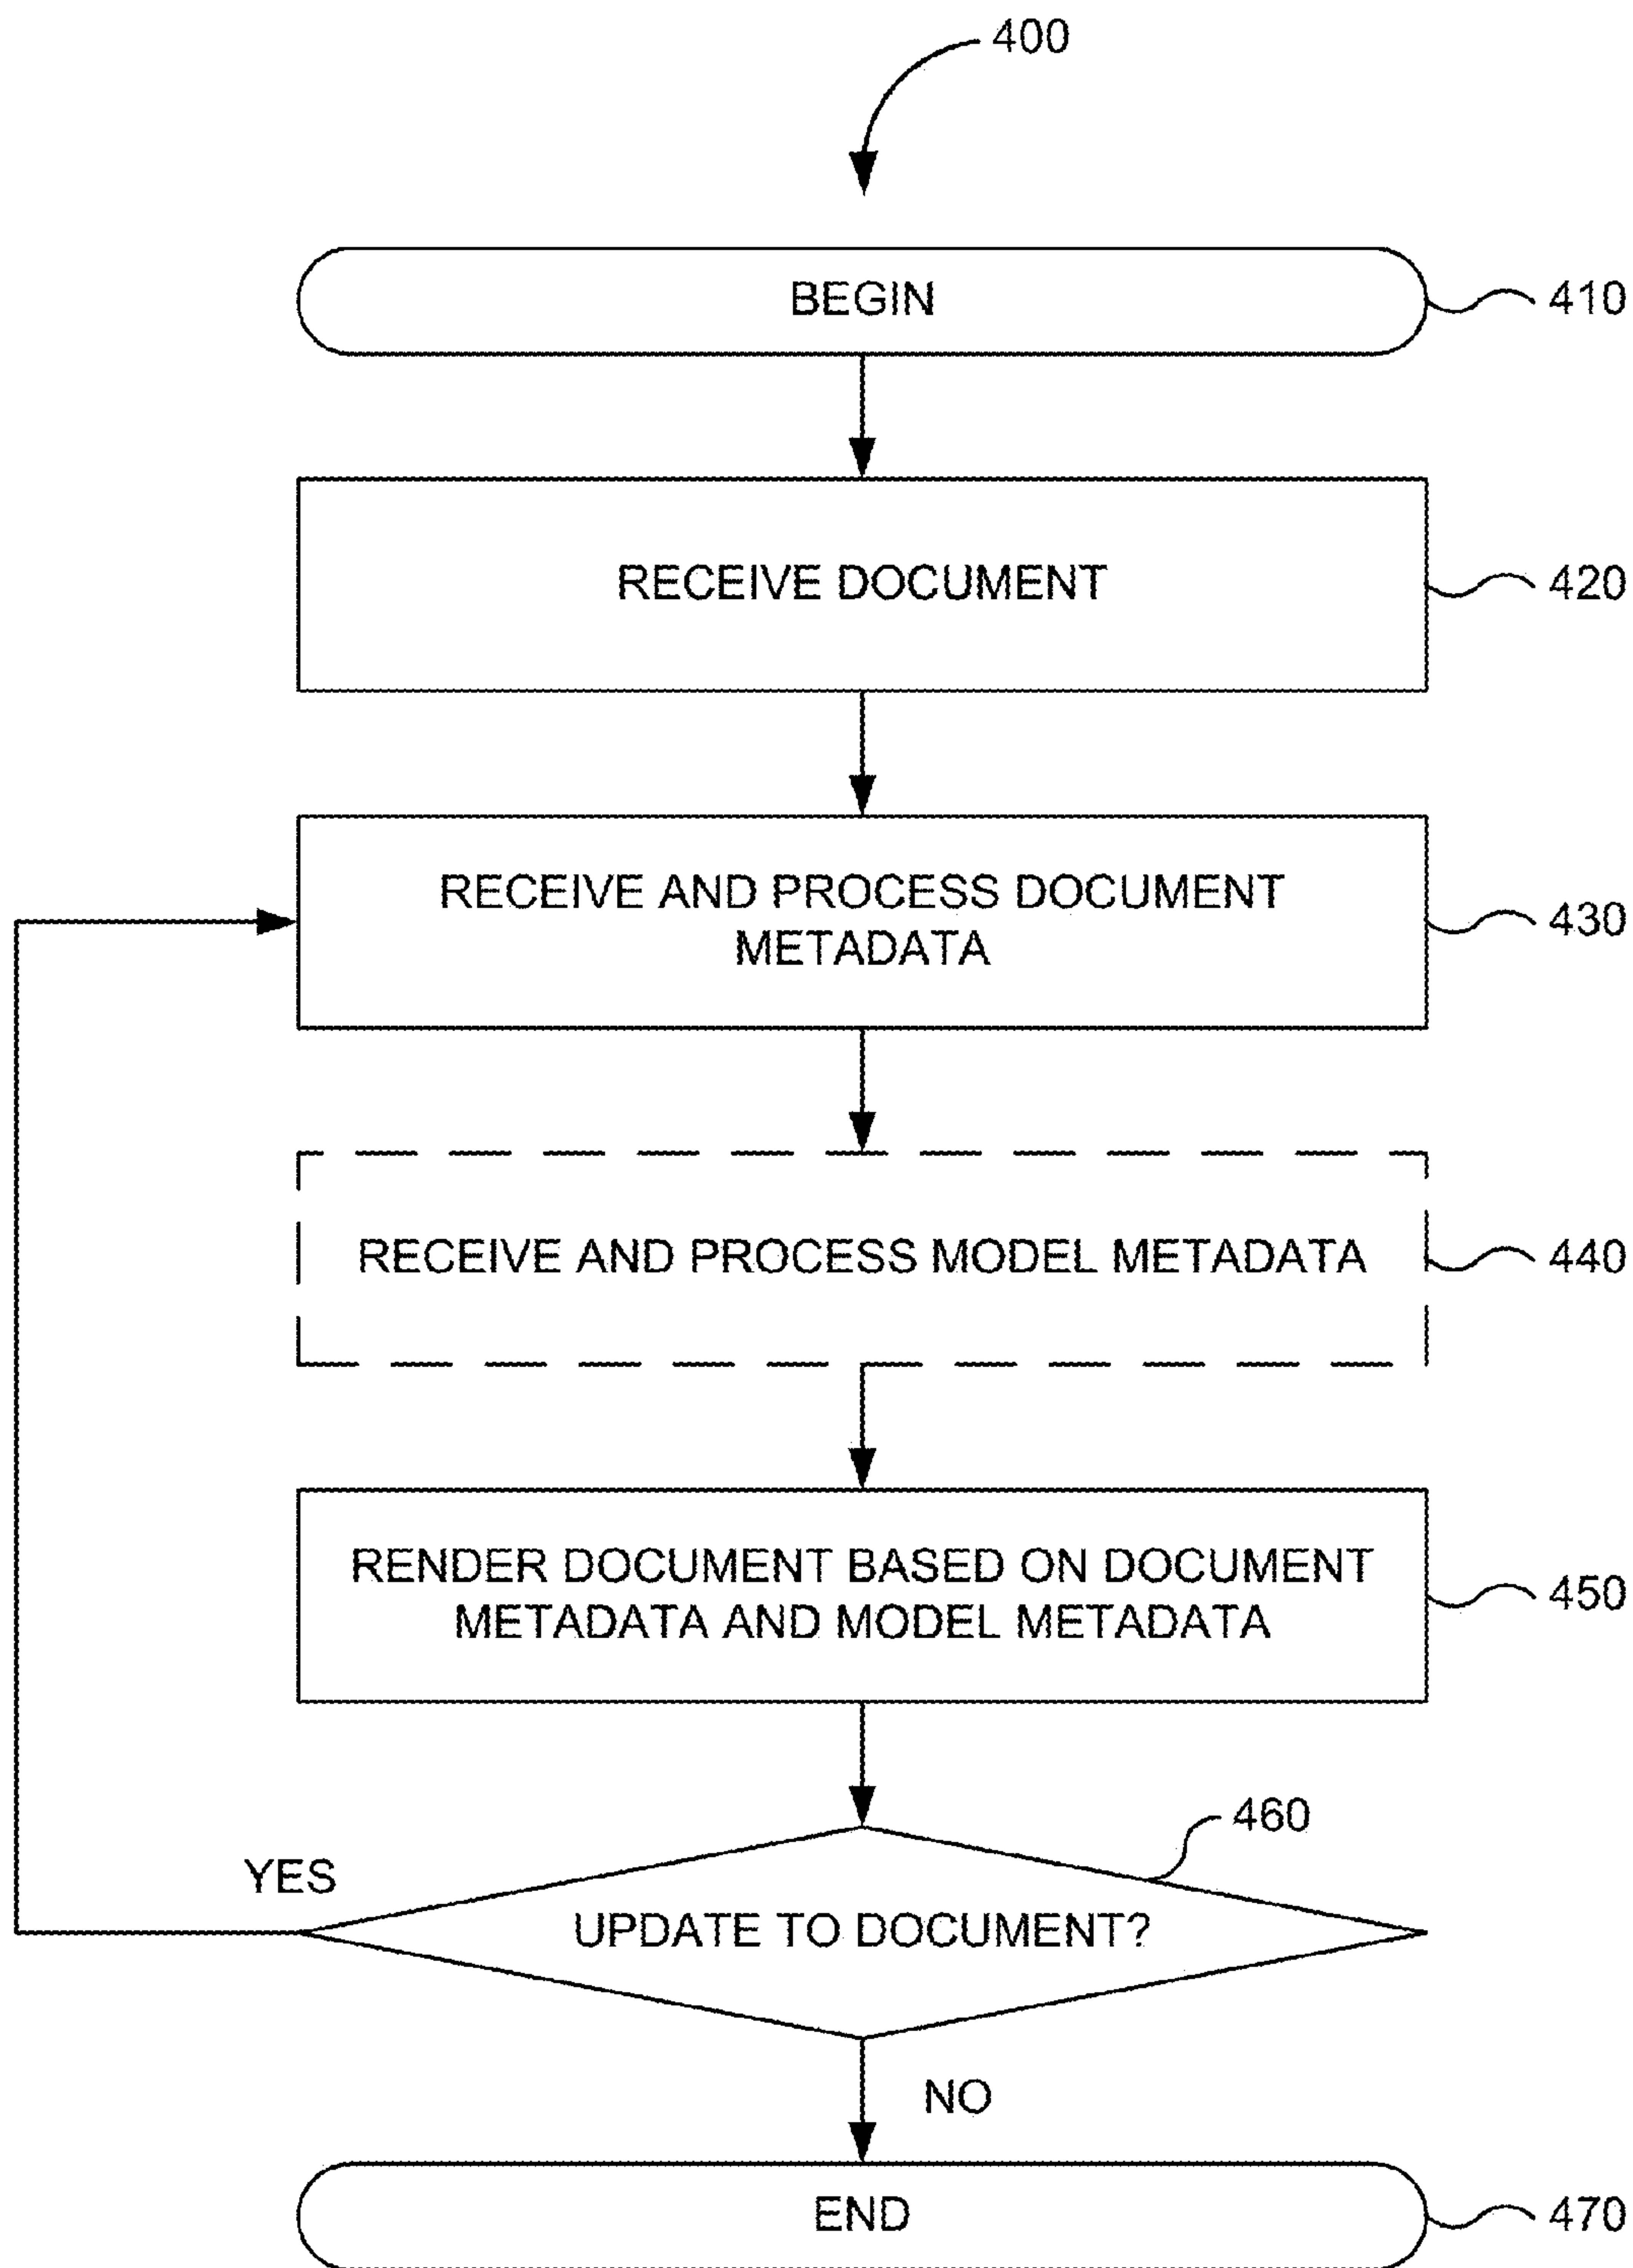 400
BEGIN
410
RECEIVE DOCUMENT
420
RECEIVE AND PROCESS DOCUMENT
METADATA
430
RECEIVE AND PROCESS MODEL METADATA
440
RENDER DOCUMENT BASED ON DOCUMENT
METADATA AND MODEL METADATA
450
460
YES
UPDATE TO DOCUMENT?
NO
END
470